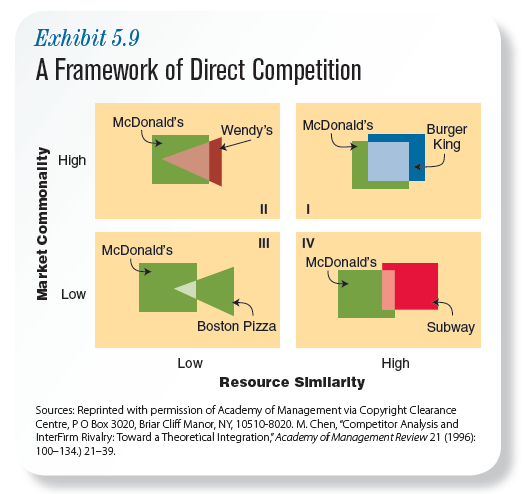 Exhibit 5.9
A Framework of Direct Competition
Market Commonality
High
McDonald's
Wendy's
II
McDonald's
Burger
King
I
Low
McDonald's
III
Boston Pizza
IV
McDonald's
Subway
Low
High
Resource Similarity
Sources: Reprinted with permission of Academy of Management via Copyright Clearance
Centre, P O Box 3020, Briar Cliff Manor, NY, 10510-8020. M. Chen, "Competitor Analysis and
InterFirm Rivalry: Toward a Theoretical Integration," Academy of Management Review 21 (1996):
100–134.) 21–39.